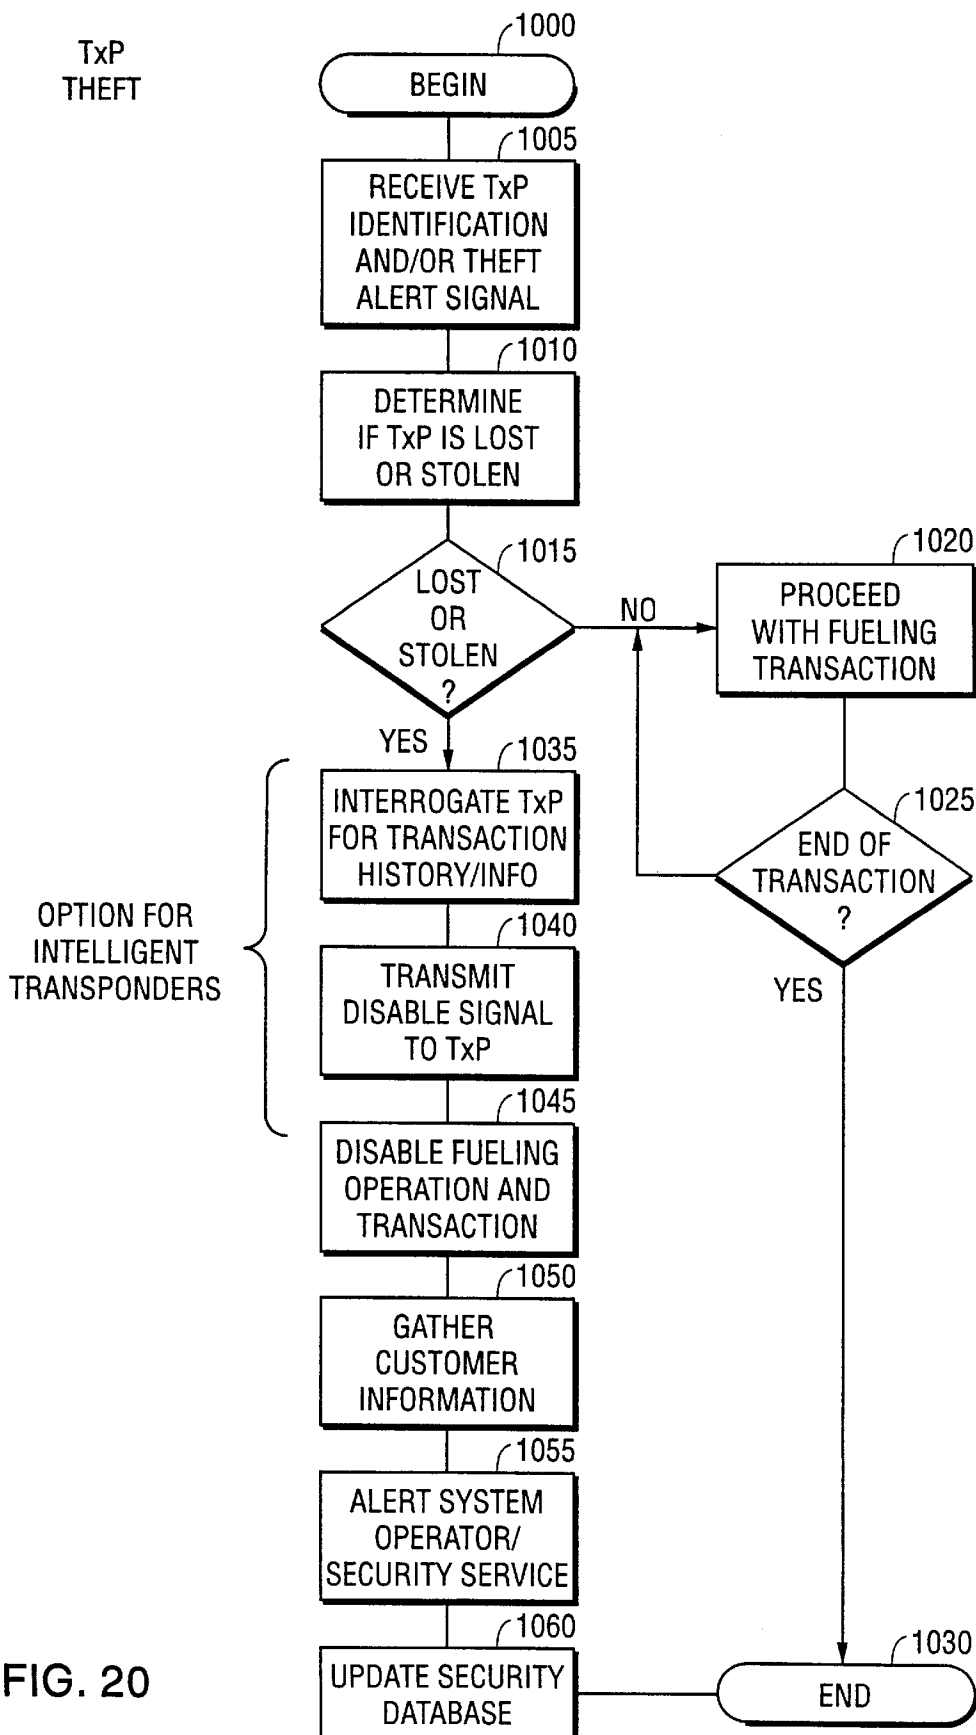 TxP
THEFT
1000
BEGIN
1005
RECEIVE TxP
IDENTIFICATION
AND/OR THEFT
ALERT SIGNAL
1010
DETERMINE
IF TxP IS LOST
OR STOLEN
1015
LOST
OR
STOLEN
?
NO
YES
1020
PROCEED
WITH FUELING
TRANSACTION
1025
END OF
TRANSACTION
?
YES
OPTION FOR
INTELLIGENT
TRANSPONDERS
1035
INTERROGATE TxP
FOR TRANSACTION
HISTORY/INFO
1040
TRANSMIT
DISABLE SIGNAL
TO TxP
1045
DISABLE FUELING
OPERATION AND
TRANSACTION
1050
GATHER
CUSTOMER
INFORMATION
1055
ALERT SYSTEM
OPERATOR/
SECURITY SERVICE
1060
UPDATE SECURITY
DATABASE
1030
END
FIG. 20